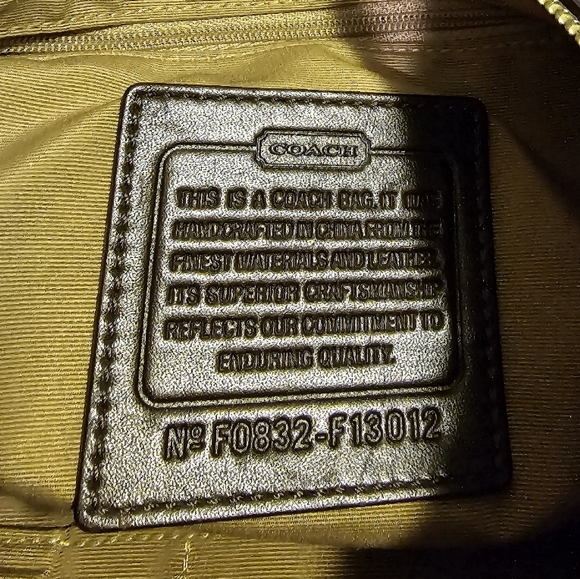 COACH
THIS IS A COACH BAG. IT WAS
HANDCRAFTED IN CHINA FROM THE
FINEST MATERIALS AND LEATHER.
ITS SUPERIOR CRAFTSMANSHIP
REFLECTS OUR COMMITMENT TO
ENDURING QUALITY.
Nº F0832-F13012